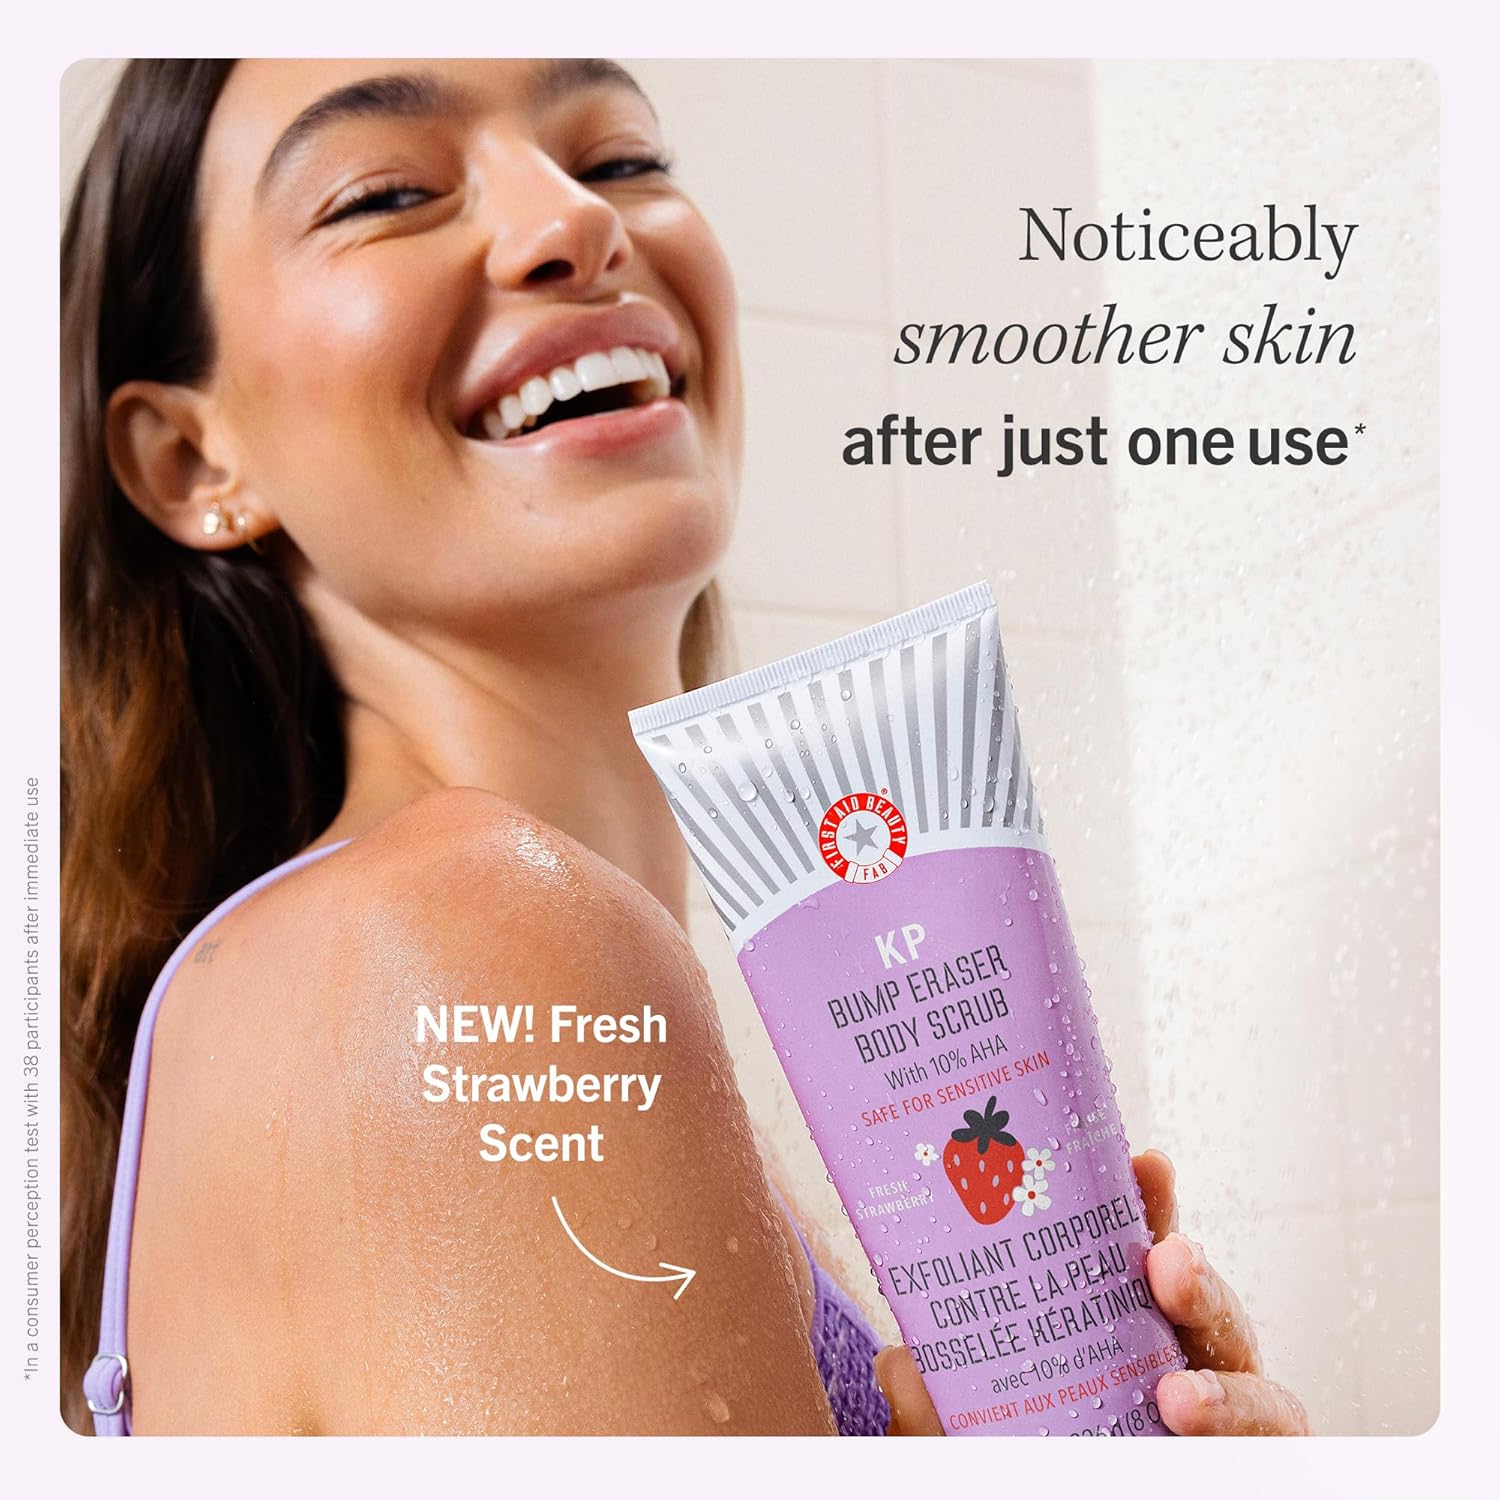 Noticeably
smoother skin
after just one use*
FIRST AID BEAUTY®
FAB
KP
BUMP ERASER
BODY SCRUB
With 10% AHA
SAFE FOR SENSITIVE SKIN
FRAISE
FRAÎCHE
FRESH
STRAWBERRY
EXFOLIANT CORPOREL
CONTRE LA PEAU
BOSSELÉE KÉRATINIQ
avec 10% d'AHA
CONVIENT AUX PEAUX SENSIBLES
NEW! Fresh
Strawberry
Scent
*In a consumer perception test with 38 participants after immediate use